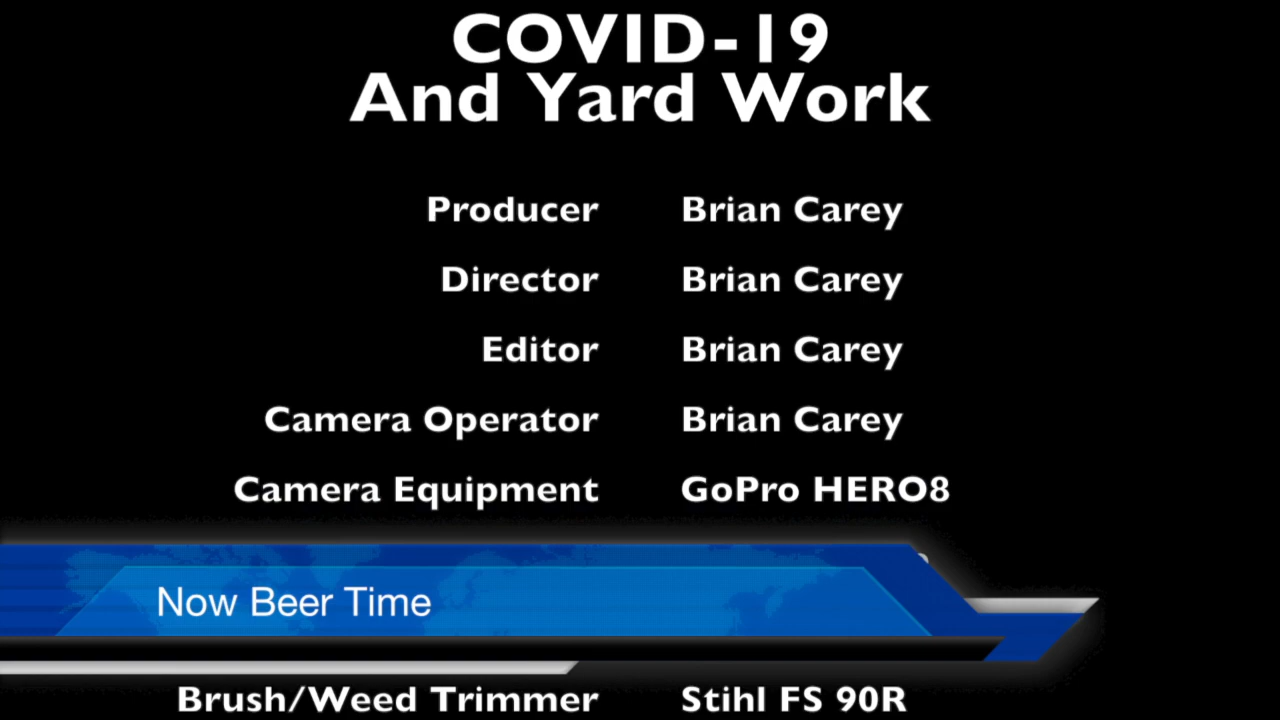 COVID-19
And Yard Work
Producer Brian Carey
Director Brian Carey
Editor Brian Carey
Camera Operator Brian Carey
Camera Equipment GoPro HERO8
Now Beer Time
Brush/Weed Trimmer Stihl FS 90R